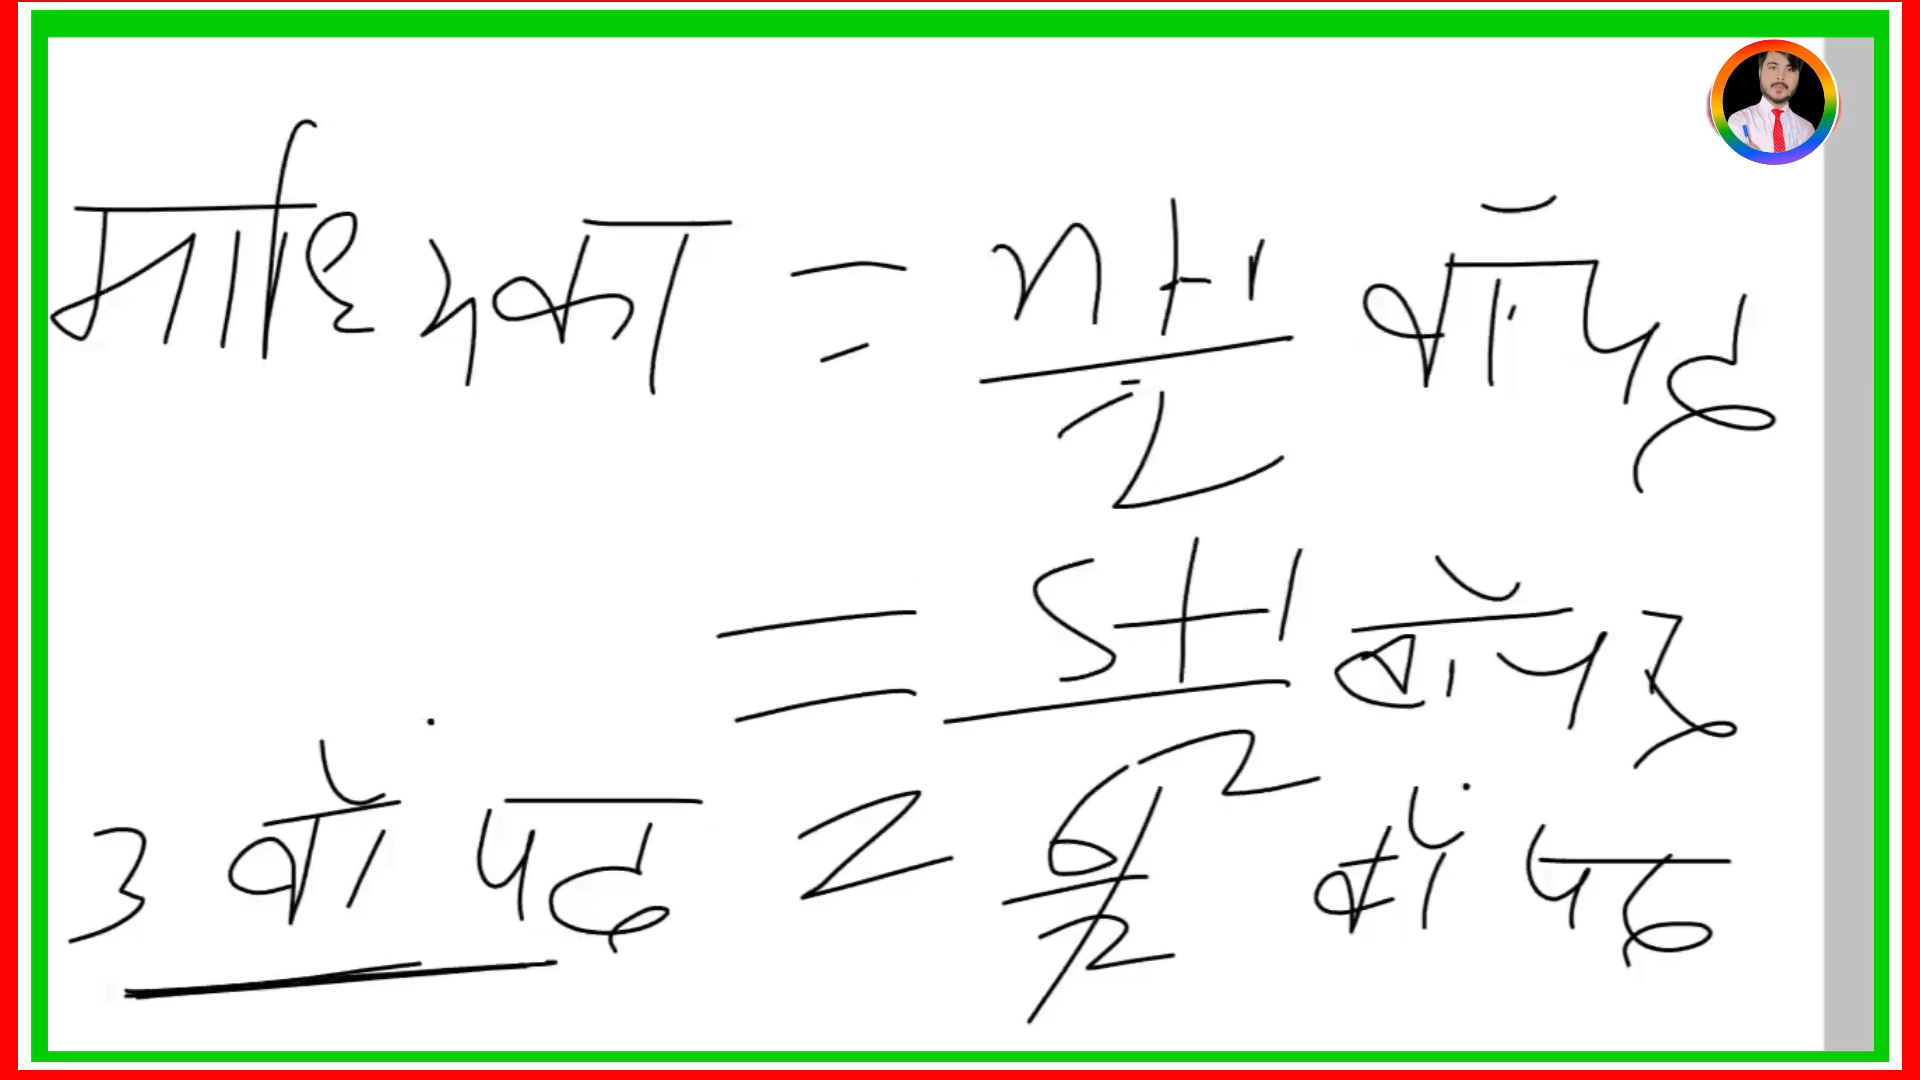 माध्यिका = n+1/2 वाँ पद
= 5+1/2 वाँ पद
3 वाँ पद = 6/2 वाँ पद